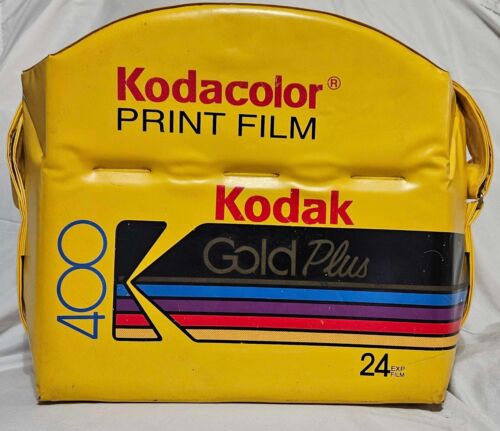 Kodacolor®
PRINT FILM
Kodak
Gold Plus
400
24 EXP
FILM